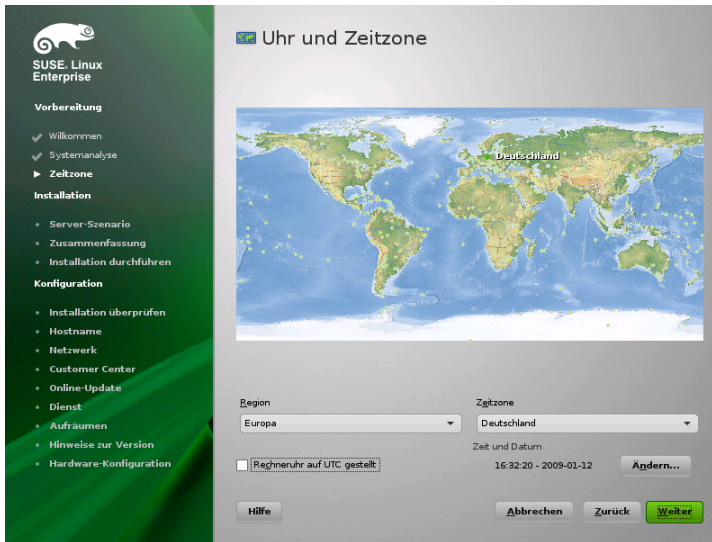 SUSE. Linux
Enterprise
Vorbereitung
Willkommen
Systemanalyse
Zeitzone
Installation
Server-Szenario
Zusammenfassung
Installation durchführen
Konfiguration
Installation überprüfen
Hostname
Netzwerk
Customer Center
Online-Update
Dienst
Aufräumen
Hinweise zur Version
Hardware-Konfiguration
Uhr und Zeitzone
Deutschland
Region
Europa
Zeitzone
Deutschland
Rechneruhr auf UTC gestellt
Zeit und Datum
16:32:20 - 2009-01-12
Ändern...
Hilfe
Abbrechen
Zurück
Weiter